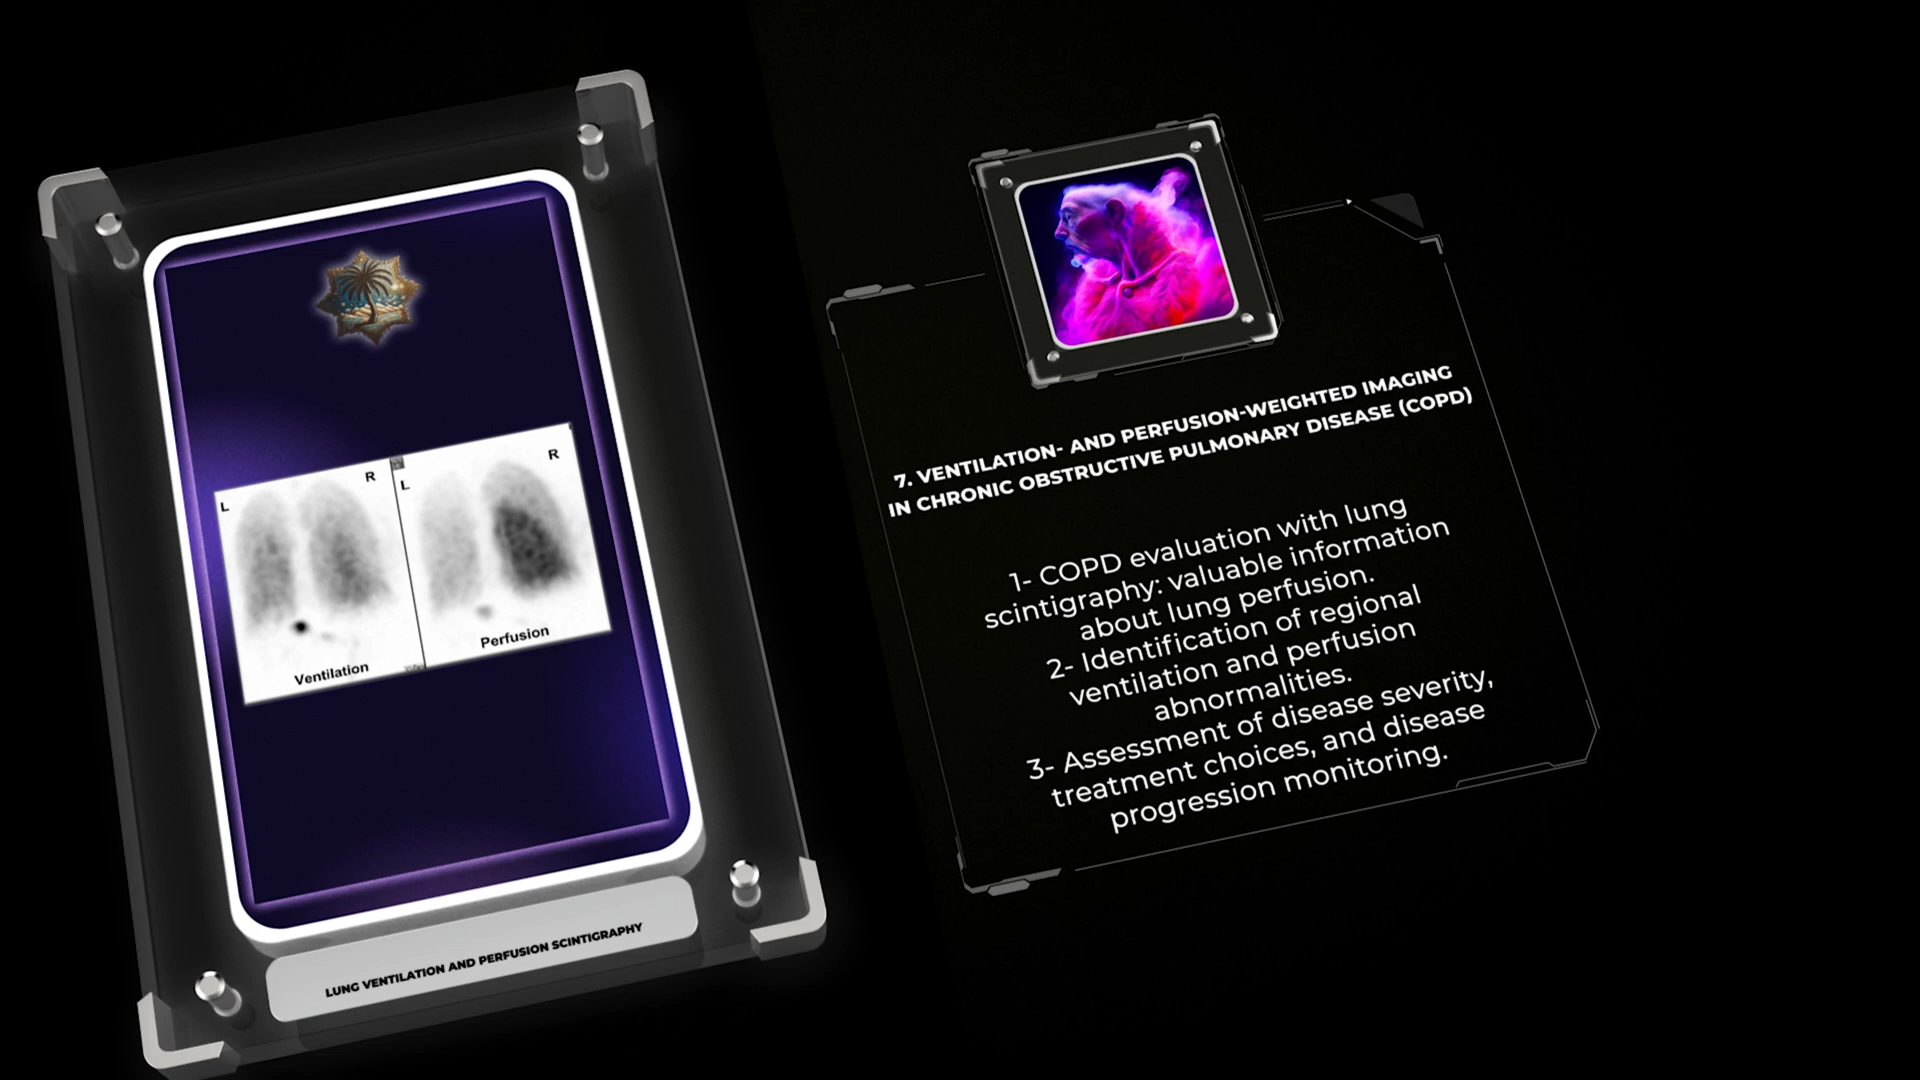 L
R
L
R
Ventilation
Perfusion
LUNG VENTILATION AND PERFUSION SCINTIGRAPHY
7. VENTILATION- AND PERFUSION-WEIGHTED IMAGING
IN CHRONIC OBSTRUCTIVE PULMONARY DISEASE (COPD)
1- COPD evaluation with lung
scintigraphy: valuable information
about lung perfusion.
2- Identification of regional
ventilation and perfusion
abnormalities.
3- Assessment of disease severity,
treatment choices, and disease
progression monitoring.